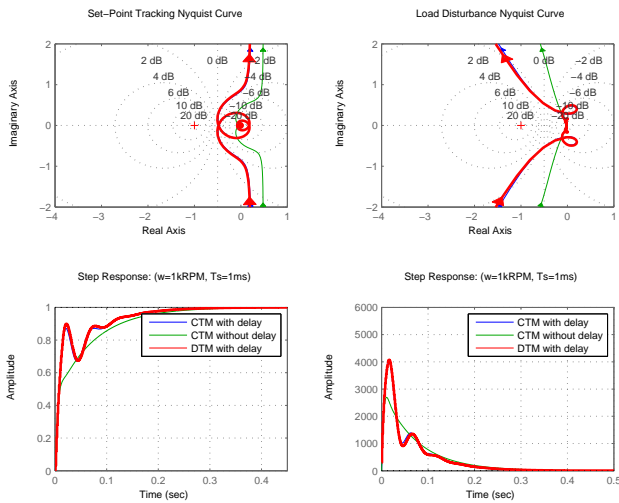 Set−Point Tracking Nyquist Curve
Imaginary Axis
2
1
0
−1
−2
2 dB
0 dB
−2 dB
4 dB
−4 dB
6 dB
−6 dB
10 dB
−10 dB
20 dB
−20 dB
−4
−3
−2
−1
0
1
Real Axis
Load Disturbance Nyquist Curve
Imaginary Axis
2
1
0
−1
−2
2 dB
0 dB
−2 dB
4 dB
−4 dB
6 dB
−6 dB
10 dB
−10 dB
20 dB
−20 dB
−4
−3
−2
−1
0
1
Real Axis
Step Response: (w=1kRPM, Ts=1ms)
Amplitude
1
0.8
0.6
0.4
0.2
0
CTM with delay
CTM without delay
DTM with delay
0
0.1
0.2
0.3
0.4
Time (sec)
Step Response: (w=1kRPM, Ts=1ms)
Amplitude
6000
5000
4000
3000
2000
1000
0
CTM with delay
CTM without delay
DTM with delay
0
0.1
0.2
0.3
0.4
0.5
Time (sec)